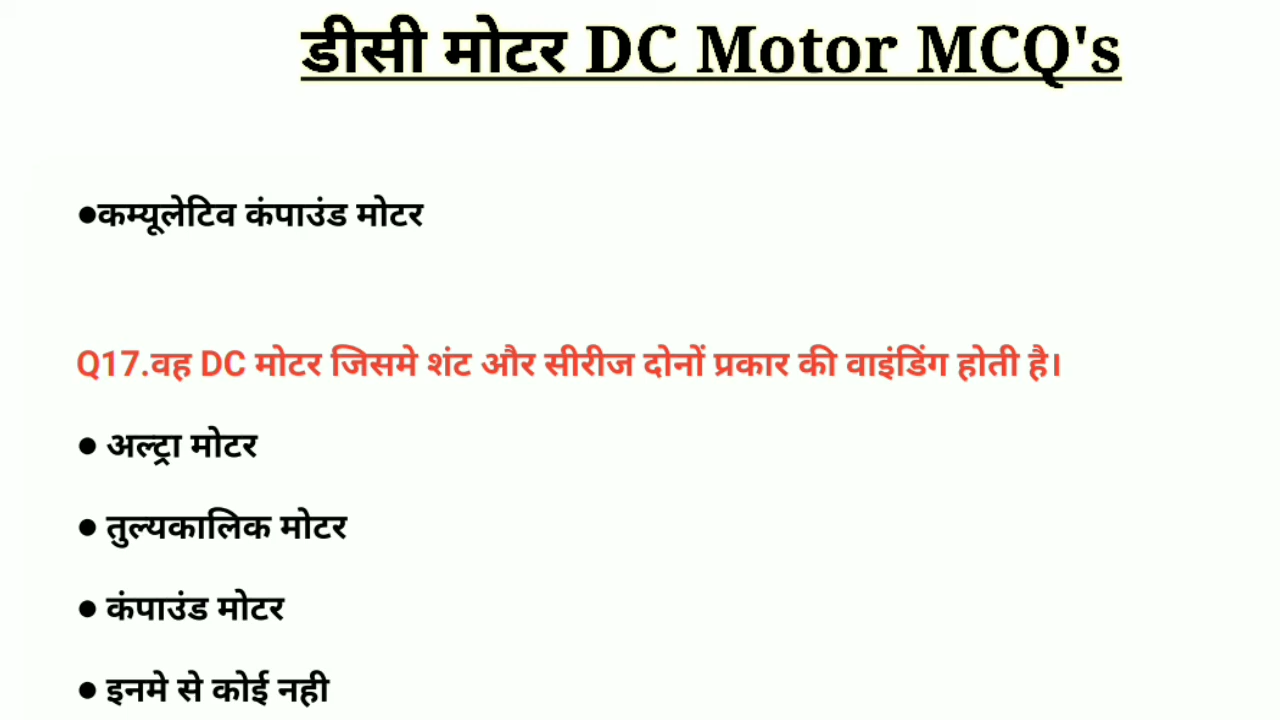 डीसी मोटर DC Motor MCQ's
●कम्यूलेटिव कंपाउंड मोटर
Q17.वह DC मोटर जिसमे शंट और सीरीज दोनों प्रकार की वाइंडिंग होती है।
● अल्ट्रा मोटर
● तुल्यकालिक मोटर
● कंपाउंड मोटर
● इनमे से कोई नही